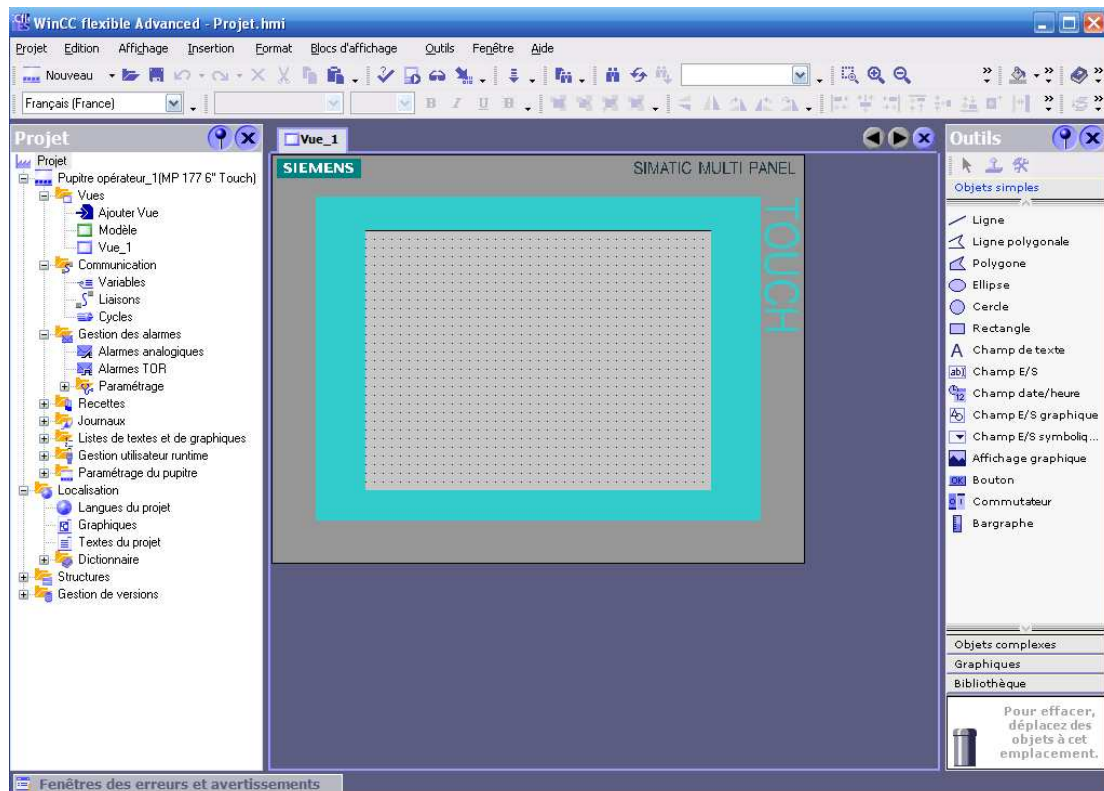 WinCC flexible Advanced - Projet.hmi
Projet Edition Affichage Insertion Format Blocs d'affichage Outils Fenêtre Aide
Nouveau
Français (France)
B I U B
Projet
Projet
Pupitre opérateur_1(MP 177 6" Touch)
Vues
Ajouter Vue
Modèle
Vue_1
Communication
Variables
Liaisons
Cycles
Gestion des alarmes
Alarmes analogiques
Alarmes TOR
Paramétrage
Recettes
Journaux
Listes de textes et de graphiques
Gestion utilisateur runtime
Paramétrage du pupitre
Localisation
Langues du projet
Graphiques
Textes du projet
Dictionnaire
Structures
Gestion de versions
Vue_1
SIEMENS
SIMATIC MULTI PANEL
TOUCH
Outils
Objets simples
Ligne
Ligne polygonale
Polygone
Ellipse
Cercle
Rectangle
Champ de texte
Champ E/S
Champ date/heure
Champ E/S graphique
Champ E/S symboliq...
Affichage graphique
Bouton
Commutateur
Bargraphe
Objets complexes
Graphiques
Bibliothèque
Pour effacer,
déplacez des
objets à cet
emplacement.
Fenêtres des erreurs et avertissements